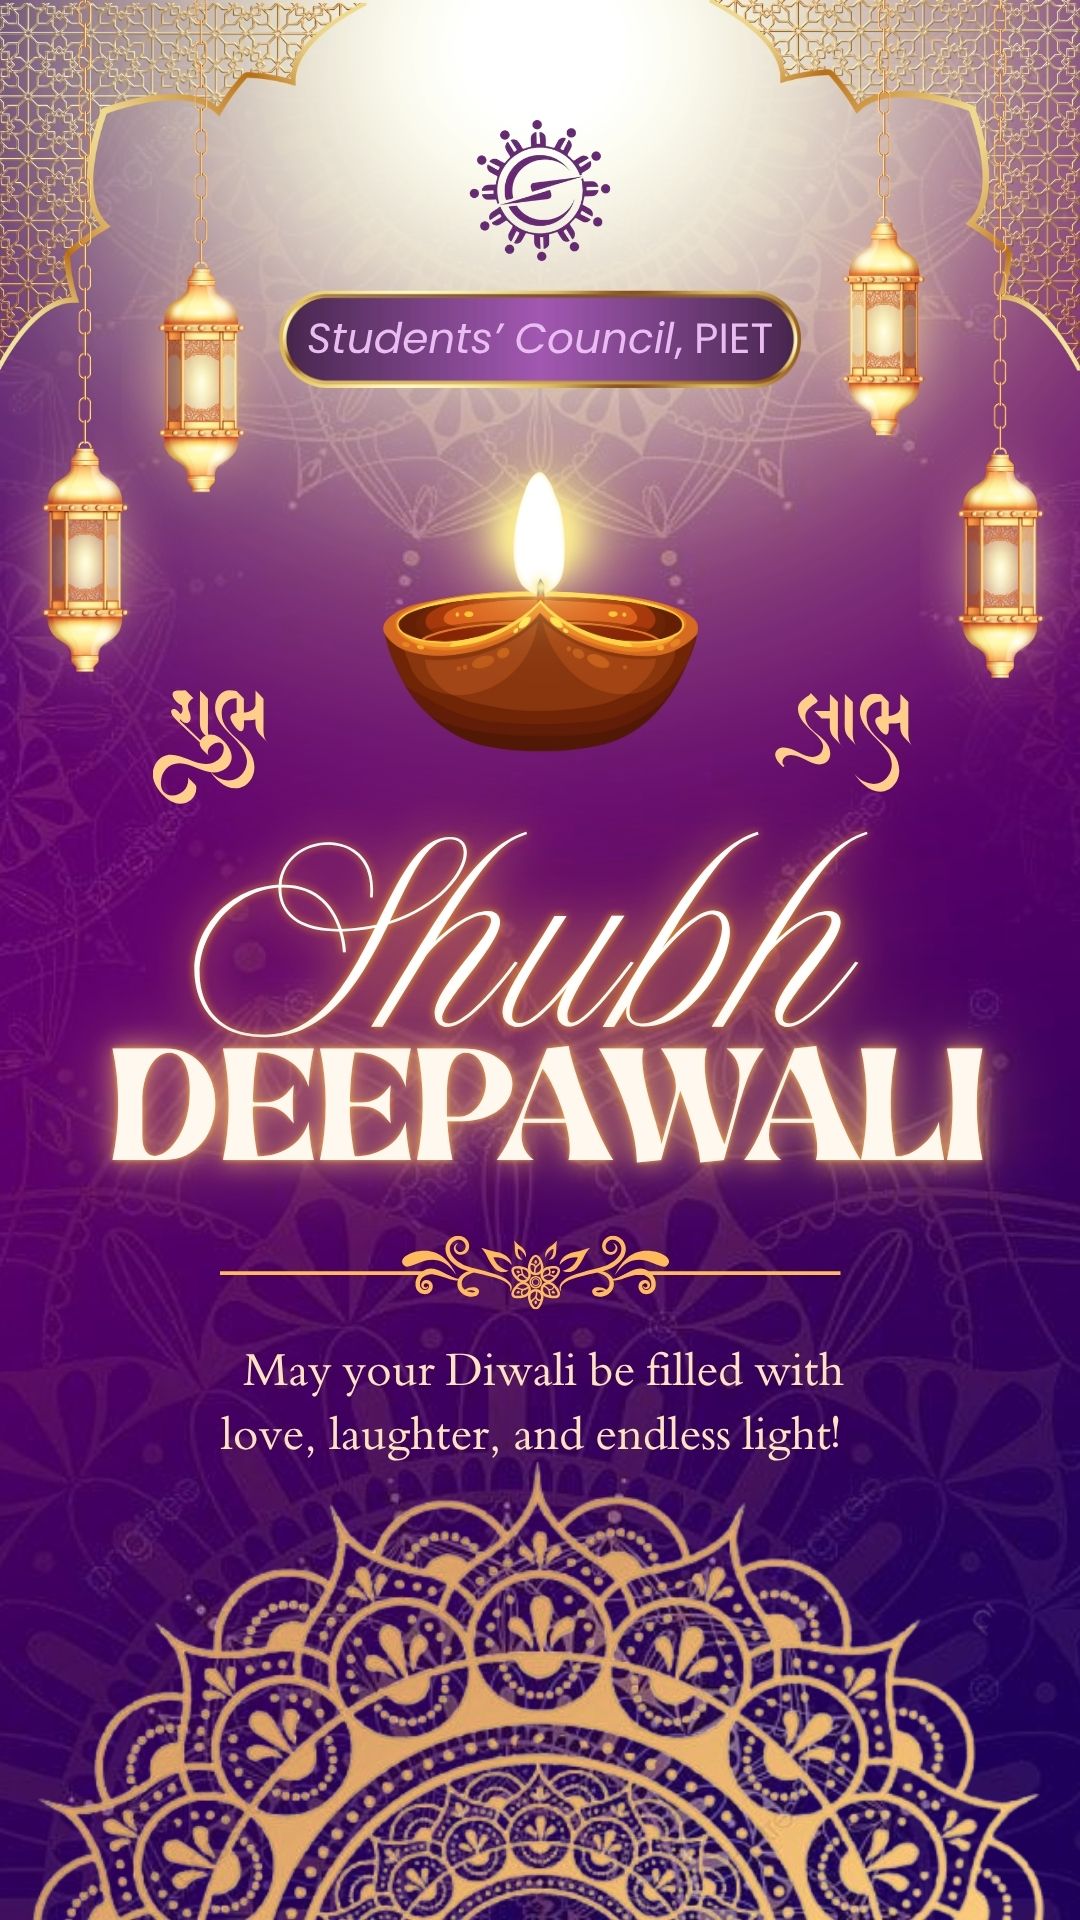 Students’ Council, PIET
શુભ
લાભ
Shubh
DEEPAWALI
May your Diwali be filled with
love, laughter, and endless light!